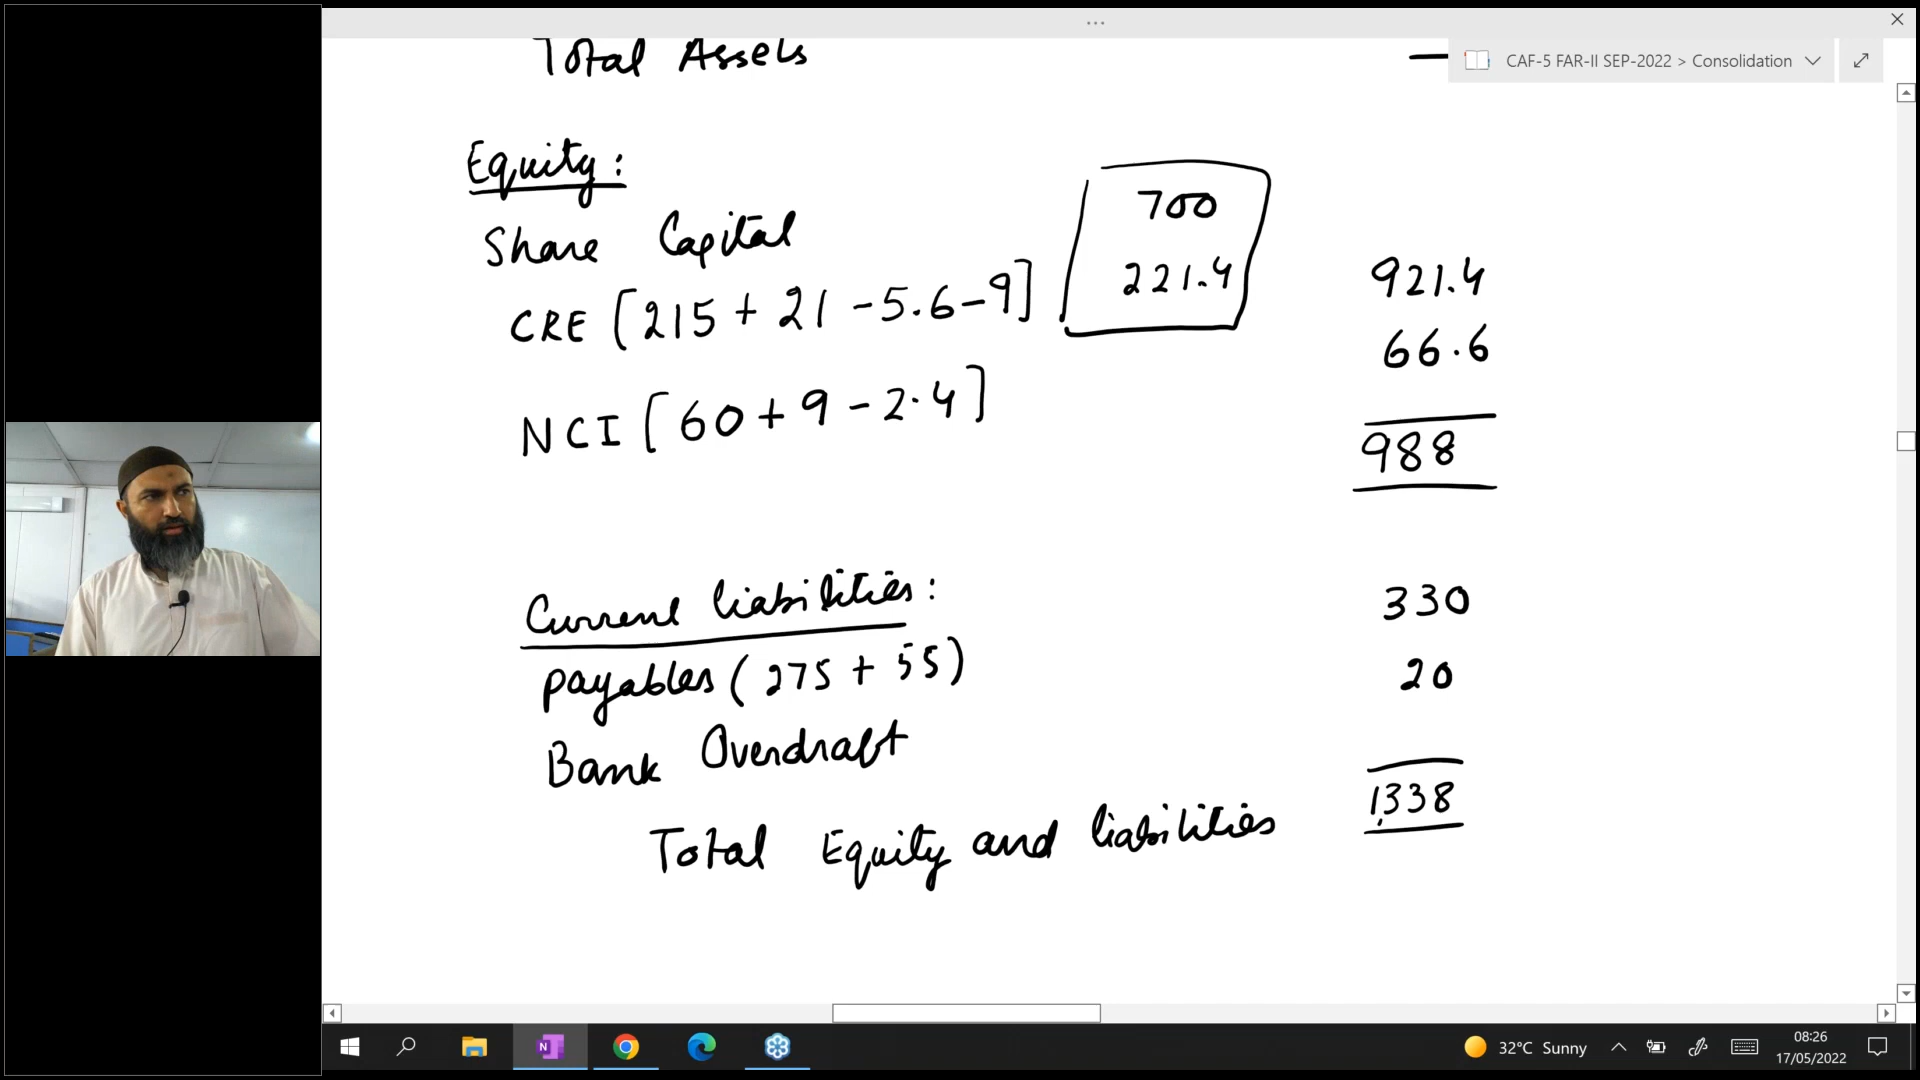 Total Assets
CAF-5 FAR-II SEP-2022 > Consolidation
Equity:
Share Capital 700
CRE [215 + 21 - 5.6 - 9] 221.4 921.4
NCI [60 + 9 - 2.4] 66.6
988
Current liabilities:
Payables (275 + 55) 330
Bank Overdraft 20
Total Equity and liabilities 1,338
32°C Sunny
08:26
17/05/2022